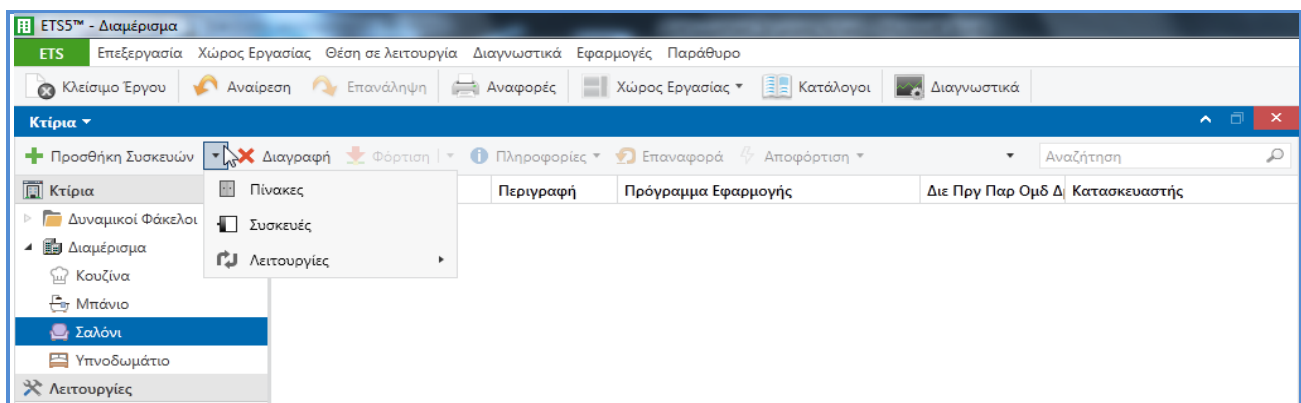 ETS5™ - Διαμέρισμα
ETS Επεξεργασία Χώρος Εργασίας Θέση σε λειτουργία Διαγνωστικά Εφαρμογές Παράθυρο
Κλείσιμο Έργου Αναίρεση Επανάληψη Αναφορές Χώρος Εργασίας Κατάλογοι Διαγνωστικά
Κτίρια
Προσθήκη Συσκευών Διαγραφή Φόρτιση Πληροφορίες Επαναφορά Αποφόρτιση Αναζήτηση
Κτίρια Πίνακες Περιγραφή Πρόγραμμα Εφαρμογής Διε Πργ Παρ Ομδ Δ Κατασκευαστής
Δυναμικοί Φάκελοι Συσκευές
Διαμέρισμα Λειτουργίες
Κουζίνα
Μπάνιο
Σαλόνι
Υπνοδωμάτιο
Λειτουργίες